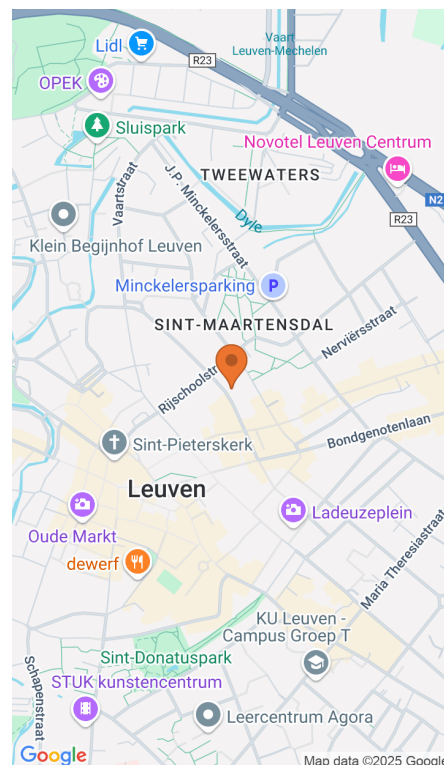 Lidl
R23
Vaart
Leuven-Mechelen
OPEK
Sluispark
Novotel Leuven Centrum
TWEEWATERS
Vaartstraat
J.P. Minckelersstraat
N2
R23
Dyle
Klein Begijnhof Leuven
Minckelersparking
P
SINT-MAARTENSDAL
Nerviërsstraat
Rijschoolstr
Bondgenotenlaan
Sint-Pieterskerk
Leuven
Ladeuzeplein
Oude Markt
dewerf
Maria Theresiastraat
KU Leuven -
Campus Groep T
Sint-Donatuspark
Schapenstraat
STUK kunstencentrum
Leercentrum Agora
Google
Map data ©2025 Google